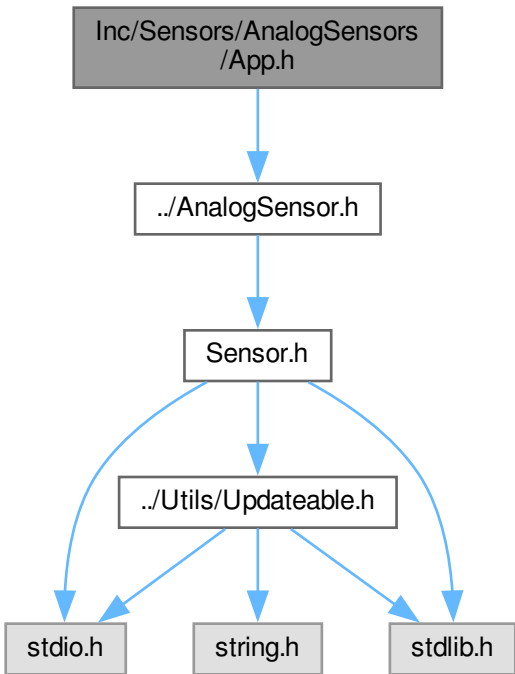 Inc/Sensors/AnalogSensors
/App.h
../AnalogSensor.h
Sensor.h
../Utils/Updateable.h
stdio.h
string.h
stdlib.h